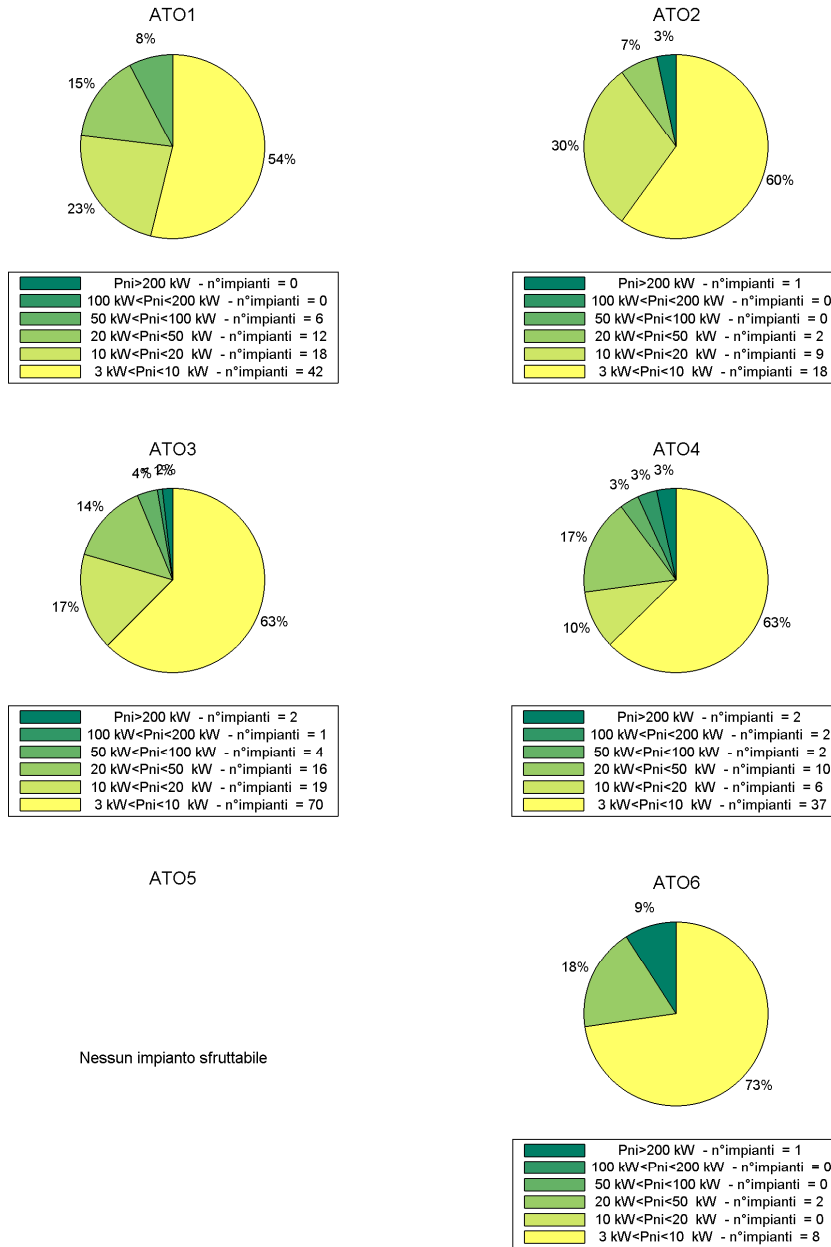 ATO1
8%
15%
54%
23%
Pni>200 kW - n°impianti = 0
100 kW<Pni<200 kW - n°impianti = 0
50 kW<Pni<100 kW - n°impianti = 6
20 kW<Pni<50 kW - n°impianti = 12
10 kW<Pni<20 kW - n°impianti = 18
3 kW<Pni<10 kW - n°impianti = 42
ATO2
3%
7%
30%
60%
Pni>200 kW - n°impianti = 1
100 kW<Pni<200 kW - n°impianti = 0
50 kW<Pni<100 kW - n°impianti = 0
20 kW<Pni<50 kW - n°impianti = 2
10 kW<Pni<20 kW - n°impianti = 9
3 kW<Pni<10 kW - n°impianti = 18
ATO3
4%
2%
14%
17%
63%
Pni>200 kW - n°impianti = 2
100 kW<Pni<200 kW - n°impianti = 1
50 kW<Pni<100 kW - n°impianti = 4
20 kW<Pni<50 kW - n°impianti = 16
10 kW<Pni<20 kW - n°impianti = 19
3 kW<Pni<10 kW - n°impianti = 70
ATO4
3%
3%
3%
17%
10%
63%
Pni>200 kW - n°impianti = 2
100 kW<Pni<200 kW - n°impianti = 2
50 kW<Pni<100 kW - n°impianti = 2
20 kW<Pni<50 kW - n°impianti = 10
10 kW<Pni<20 kW - n°impianti = 6
3 kW<Pni<10 kW - n°impianti = 37
ATO5
Nessun impianto sfruttabile
ATO6
9%
18%
73%
Pni>200 kW - n°impianti = 1
100 kW<Pni<200 kW - n°impianti = 0
50 kW<Pni<100 kW - n°impianti = 0
20 kW<Pni<50 kW - n°impianti = 2
10 kW<Pni<20 kW - n°impianti = 0
3 kW<Pni<10 kW - n°impianti = 8